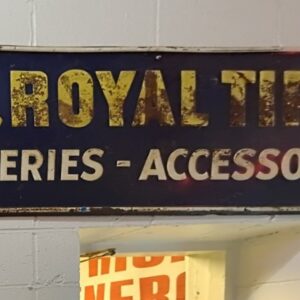 . ROYAL TI
ERIES - ACCESSO